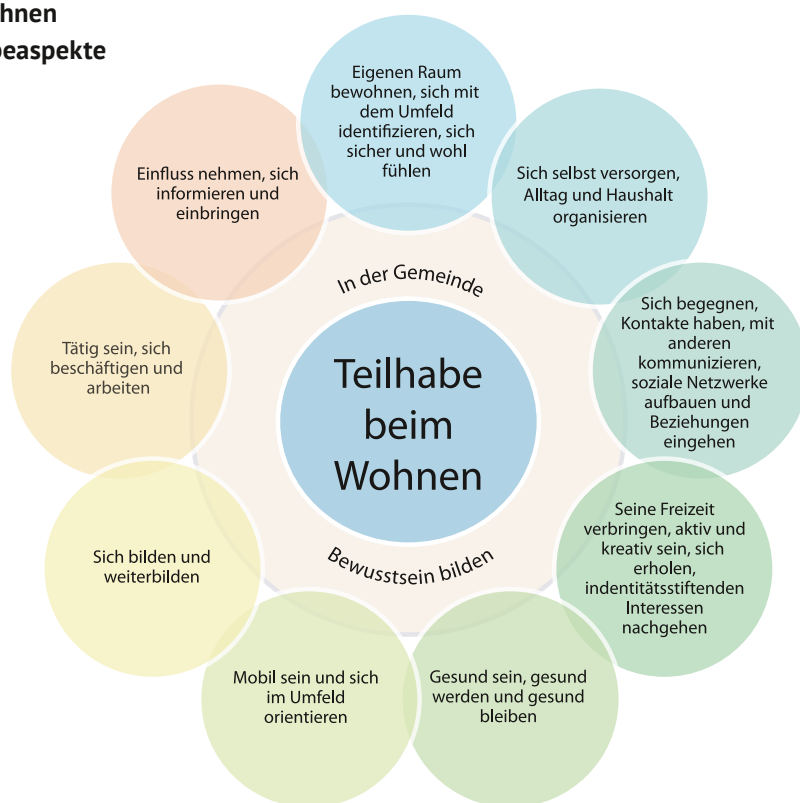 hnen
beaspekte
Eigenen Raum
bewohnen, sich mit
dem Umfeld
identifizieren, sich
sicher und wohl
fühlen
Sich selbst versorgen,
Alltag und Haushalt
organisieren
Sich begegnen,
Kontakte haben, mit
anderen
kommunizieren,
soziale Netzwerke
aufbauen und
Beziehungen
eingehen
Seine Freizeit
verbringen, aktiv und
kreativ sein, sich
erholen,
indentitätsstiftenden
Interessen
nachgehen
Gesund sein, gesund
werden und gesund
bleiben
Mobil sein und sich
im Umfeld
orientieren
Sich bilden und
weiterbilden
Tätig sein, sich
beschäftigen und
arbeiten
Einfluss nehmen, sich
informieren und
einbringen
In der Gemeinde
Teilhabe
beim
Wohnen
Bewusstsein bilden